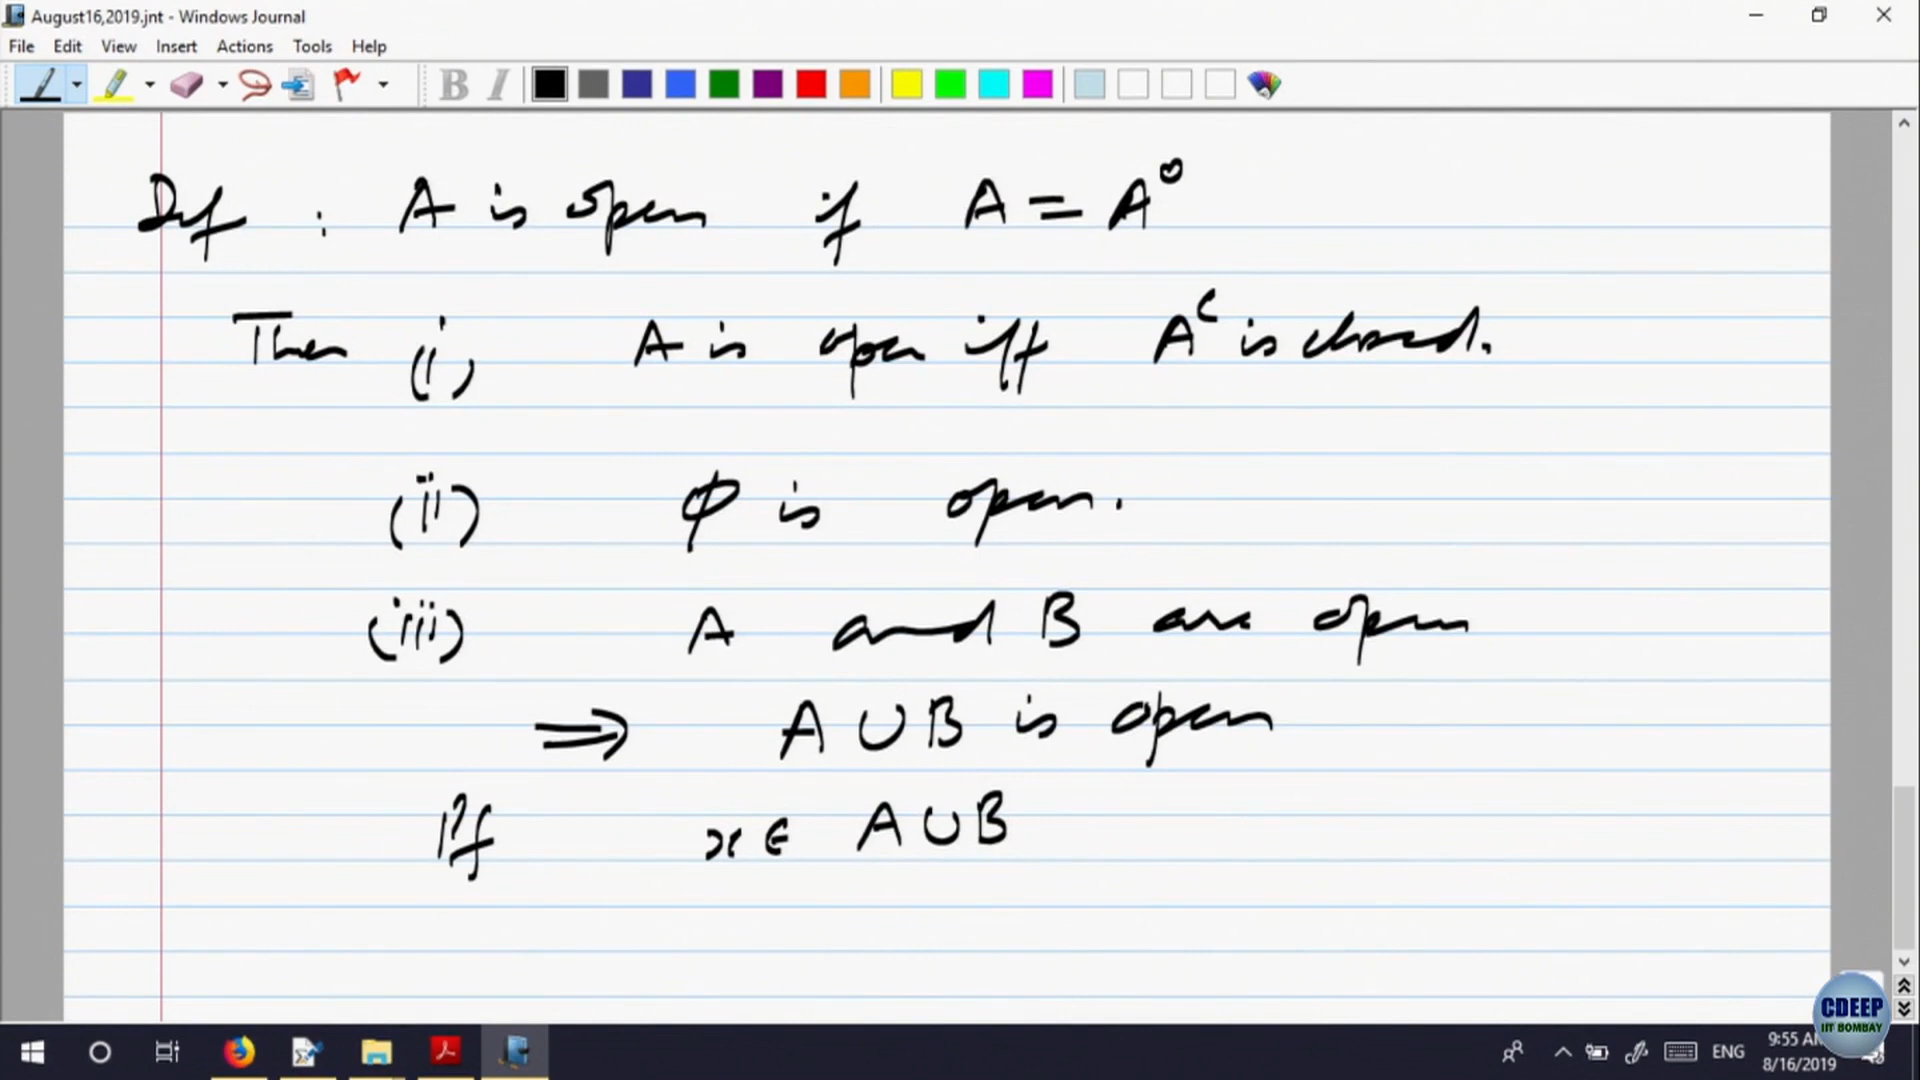 August16,2019.jnt - Windows Journal
File Edit View Insert Actions Tools Help
B I
Def : A is open if A = A⁰
Then (i) A is open iff Aᶜ is closed.
(ii) ϕ is open.
(iii) A and B are open
⇒ A ∪ B is open
Pf x ∈ A ∪ B
CDEEP
IIT BOMBAY
ENG
9:55 AM
8/16/2019